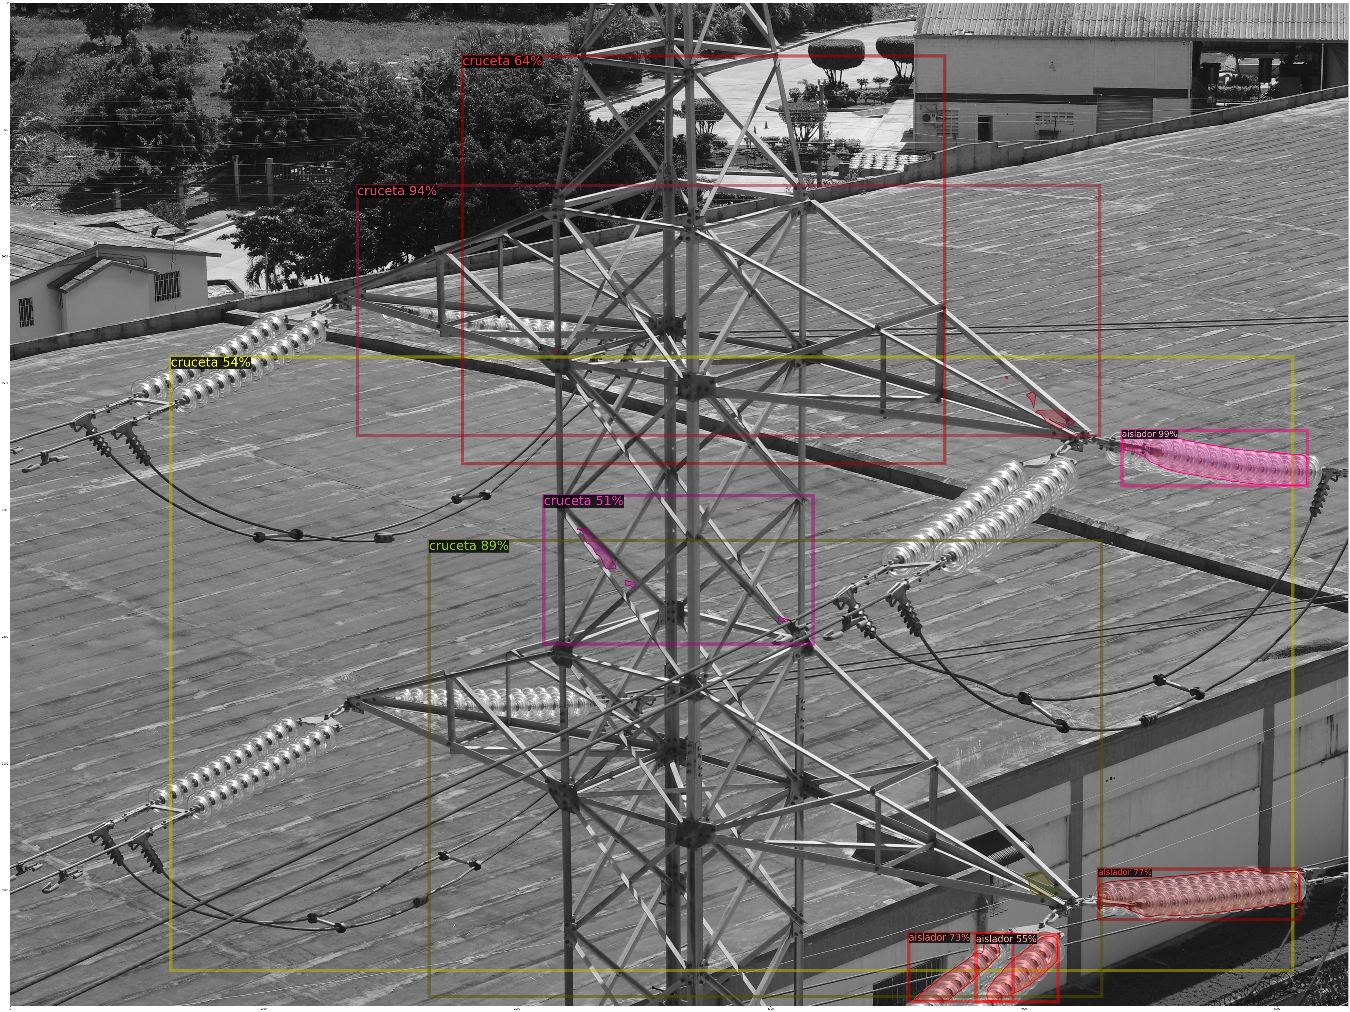 cruceta 64%
cruceta 94%
cruceta 54%
aislador 99%
cruceta 51%
cruceta 89%
aislador 77%
aislador 73%
aislador 55%